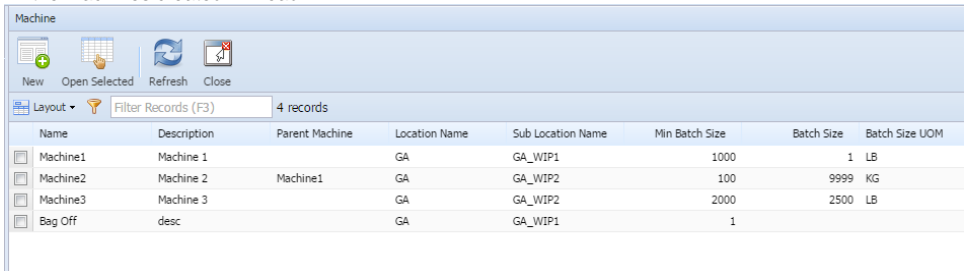 Machine
New Open Selected Refresh Close
Layout Filter Records (F3) 4 records
Name Description Parent Machine Location Name Sub Location Name Min Batch Size Batch Size Batch Size UOM
Machine1 Machine 1 GA GA_WIP1 1000 1 LB
Machine2 Machine 2 Machine1 GA GA_WIP2 100 9999 KG
Machine3 Machine 3 GA GA_WIP2 2000 2500 LB
Bag Off desc GA GA_WIP1 1